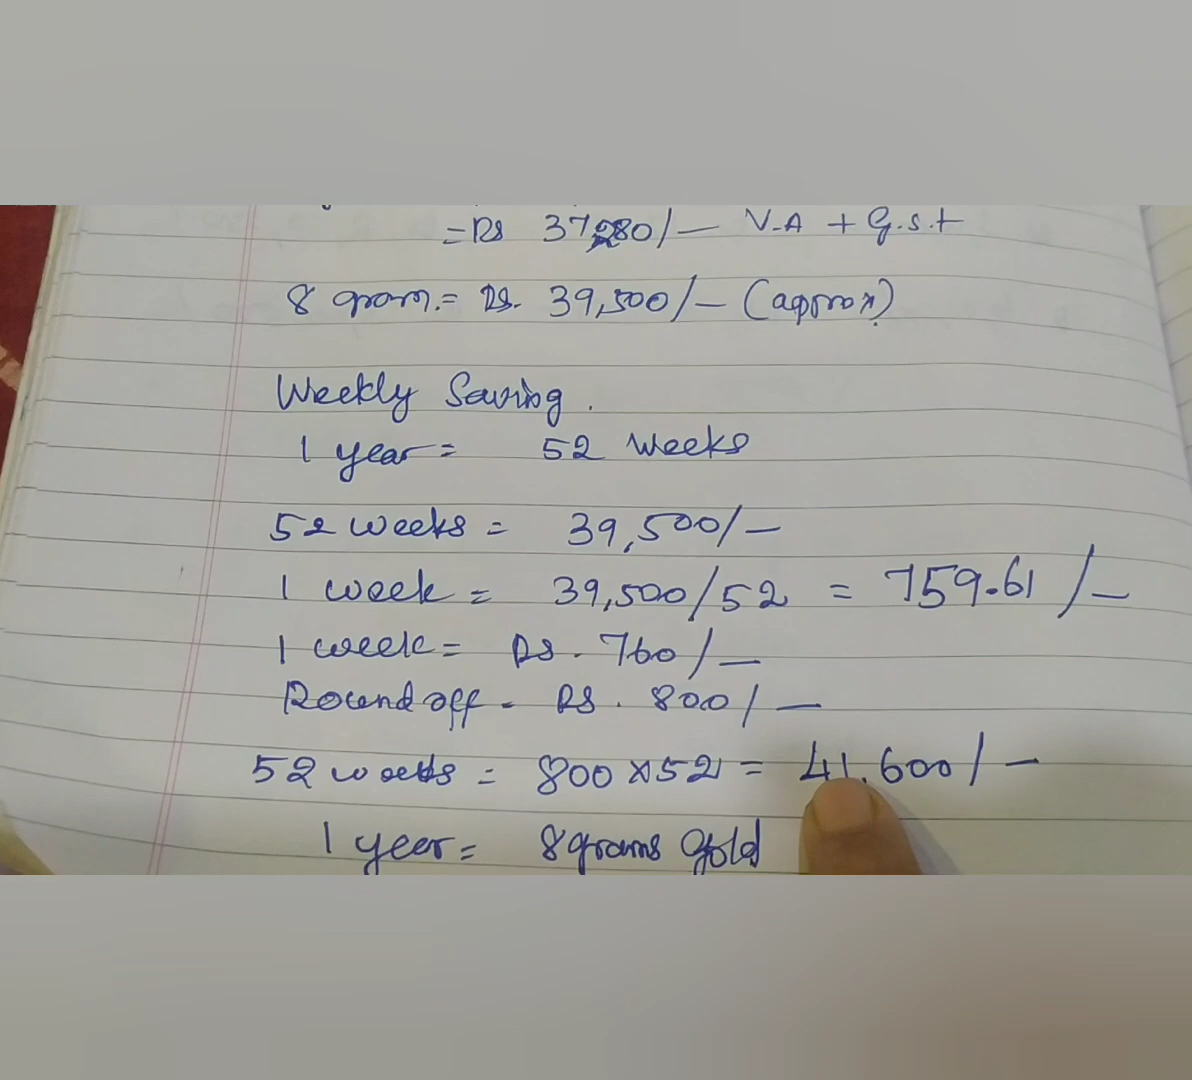 = Rs 37280/- V.A + G.s.t
8 gram. = Rs. 39,500/- (approx)
Weekly Saving.
1 year = 52 weeks
52 weeks = 39,500/-
1 week = 39,500/52 = 759.61/-
1 week = Rs. 760/-
Round off - Rs. 800/-
52 weeks = 800 x 52 = 41,600/-
1 year = 8 grams gold